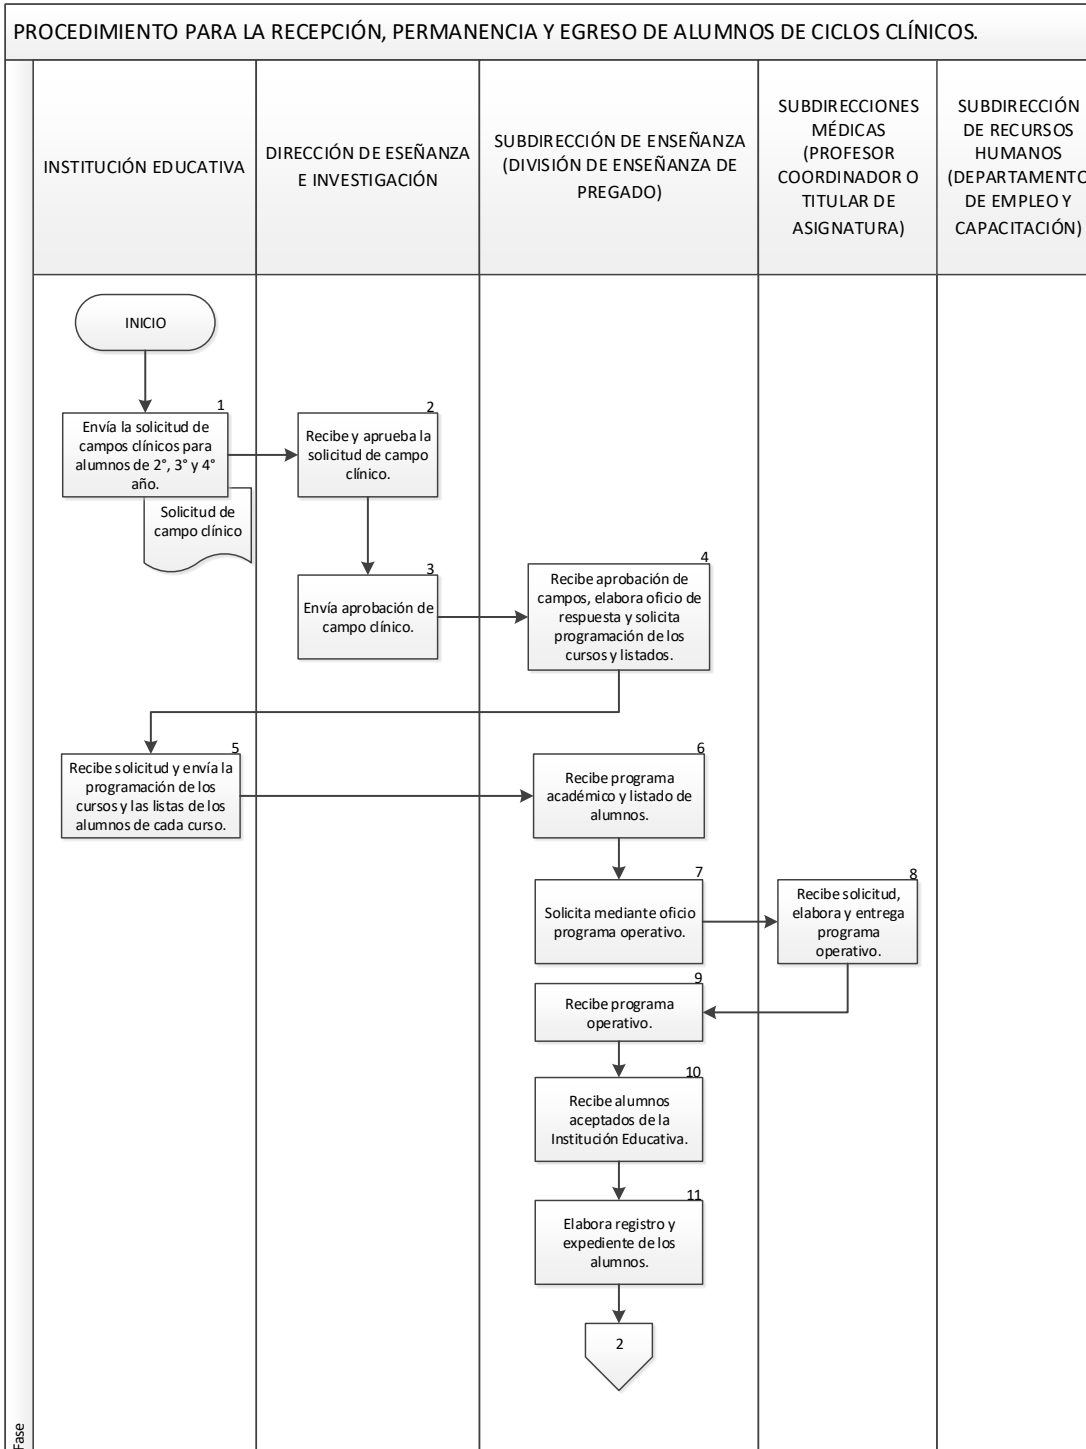 PROCEDIMIENTO PARA LA RECEPCIÓN, PERMANENCIA Y EGRESO DE ALUMNOS DE CICLOS CLÍNICOS.
INSTITUCIÓN EDUCATIVA
DIRECCIÓN DE ESEÑANZA
E INVESTIGACIÓN
SUBDIRECCIÓN DE ENSEÑANZA
(DIVISIÓN DE ENSEÑANZA DE
PREGADO)
SUBDIRECCIONES
MÉDICAS
(PROFESOR
COORDINADOR O
TITULAR DE
ASIGNATURA)
SUBDIRECCIÓN
DE RECURSOS
HUMANOS
(DEPARTAMENTO
DE EMPLEO Y
CAPACITACIÓN)
INICIO
1
Envía la solicitud de
campos clínicos para
alumnos de 2°, 3° y 4°
año.
Solicitud de
campo clínico
2
Recibe y aprueba la
solicitud de campo
clínico.
3
Envía aprobación de
campo clínico.
4
Recibe aprobación de
campos, elabora oficio de
respuesta y solicita
programación de los
cursos y listados.
5
Recibe solicitud y envía la
programación de los
cursos y las listas de los
alumnos de cada curso.
6
Recibe programa
académico y listado de
alumnos.
7
Solicita mediante oficio
programa operativo.
8
Recibe solicitud,
elabora y entrega
programa
operativo.
9
Recibe programa
operativo.
10
Recibe alumnos
aceptados de la
Institución Educativa.
11
Elabora registro y
expediente de los
alumnos.
2
Fase